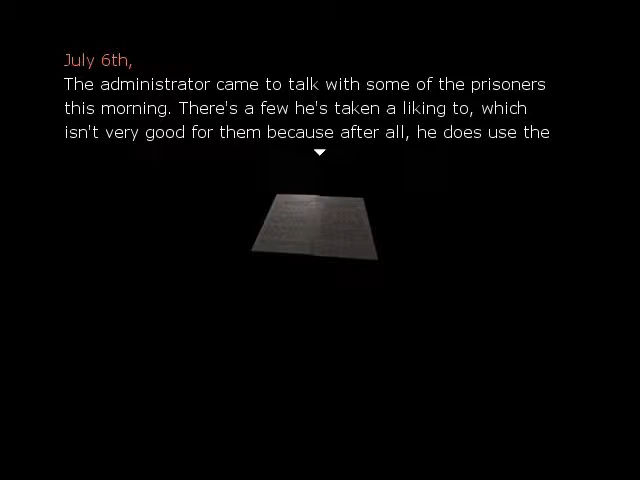 July 6th,
The administrator came to talk with some of the prisoners
this morning. There's a few he's taken a liking to, which
isn't very good for them because after all, he does use the